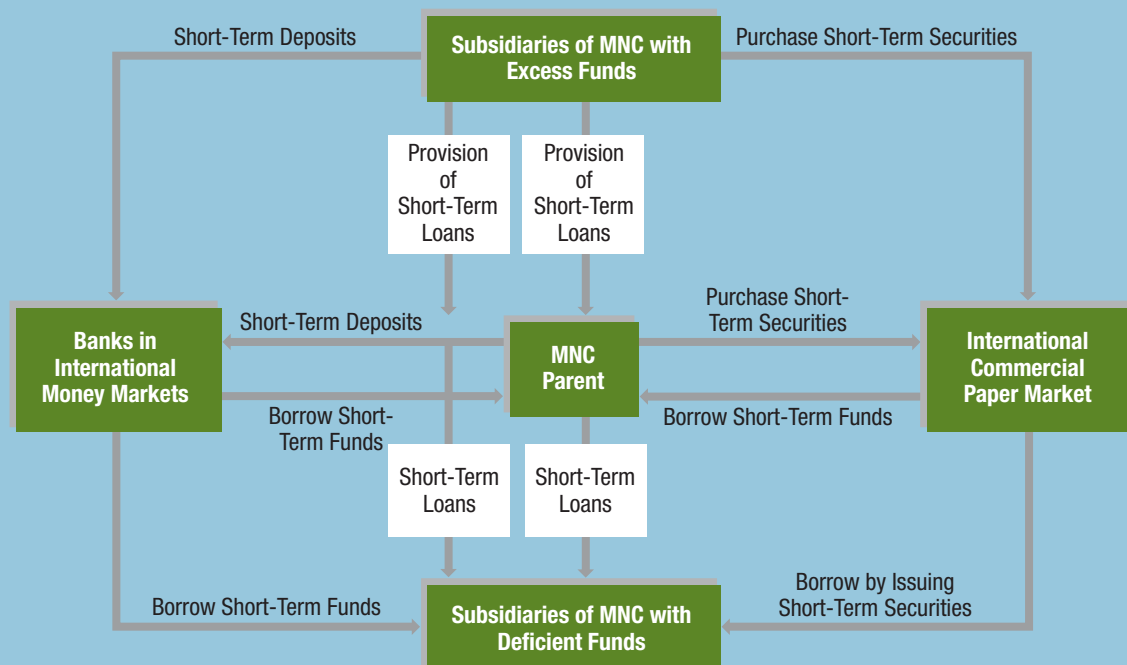 Short-Term Deposits
Subsidiaries of MNC with
Excess Funds
Purchase Short-Term Securities
Provision
of
Short-Term
Loans
Provision
of
Short-Term
Loans
Banks in
International
Money Markets
Short-Term Deposits
MNC
Parent
Purchase Short-
Term Securities
International
Commercial
Paper Market
Borrow Short-
Term Funds
Borrow Short-Term Funds
Short-Term
Loans
Short-Term
Loans
Borrow Short-Term Funds
Subsidiaries of MNC with
Deficient Funds
Borrow by Issuing
Short-Term Securities